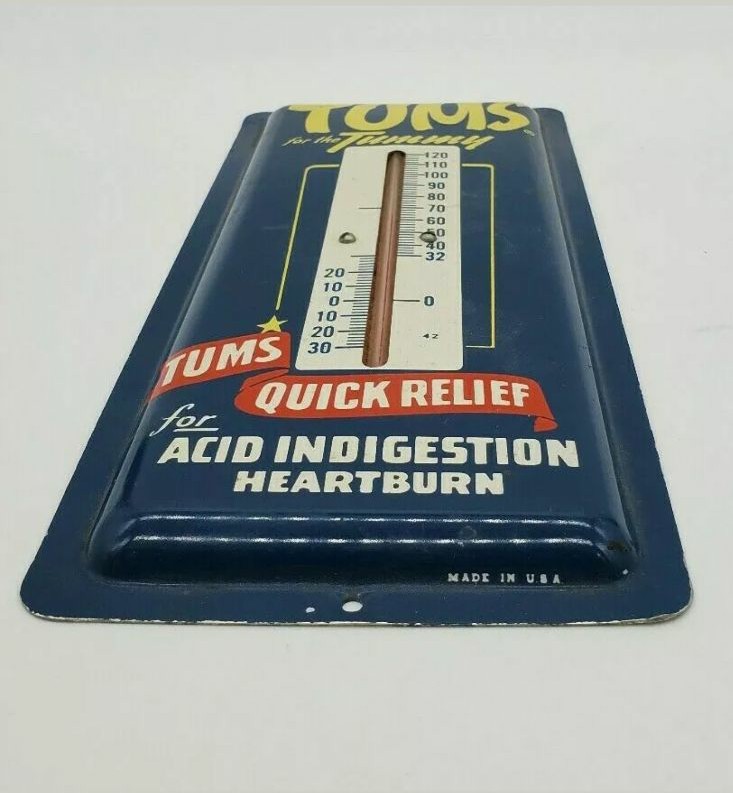 TUMS®
for the Tummy
120
110
100
90
80
70
60
50
40
32
20
10
0 0
10
20
30
42
TUMS
QUICK RELIEF
for
ACID INDIGESTION
HEARTBURN
MADE IN USA